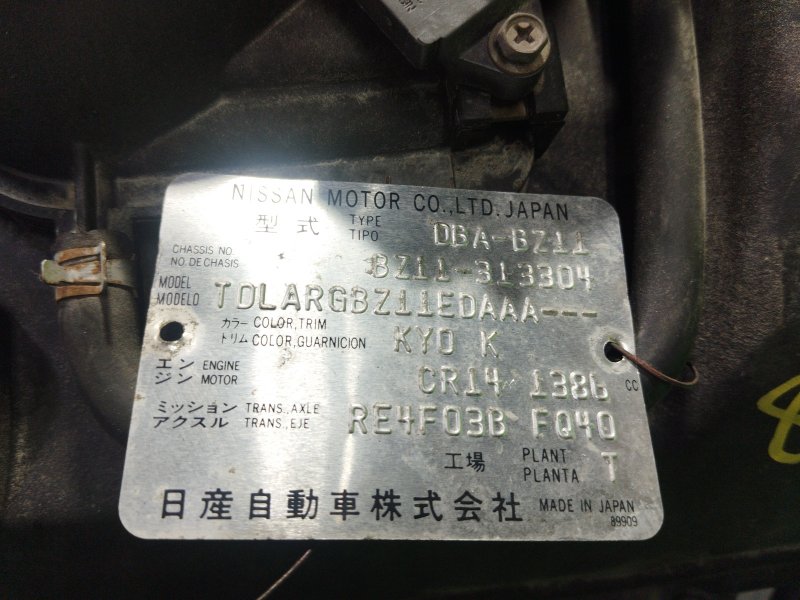 NISSAN MOTOR CO.,LTD. JAPAN
型式 TYPE TIPO DBA-BZ11
CHASSIS NO. NO. DE CHASIS BZ11-313304
MODEL MODELO TDLARGBZ11EDAAA---
カラー COLOR,TRIM
トリム COLOR,GUARNICION KY0 K
エンジン ENGINE MOTOR CR14 1386 CC
ミッション TRANS.,AXLE
アクスル TRANS.,EJE RE4F03B FQ40
工場 PLANT PLANTA T
日産自動車株式会社 MADE IN JAPAN
89909